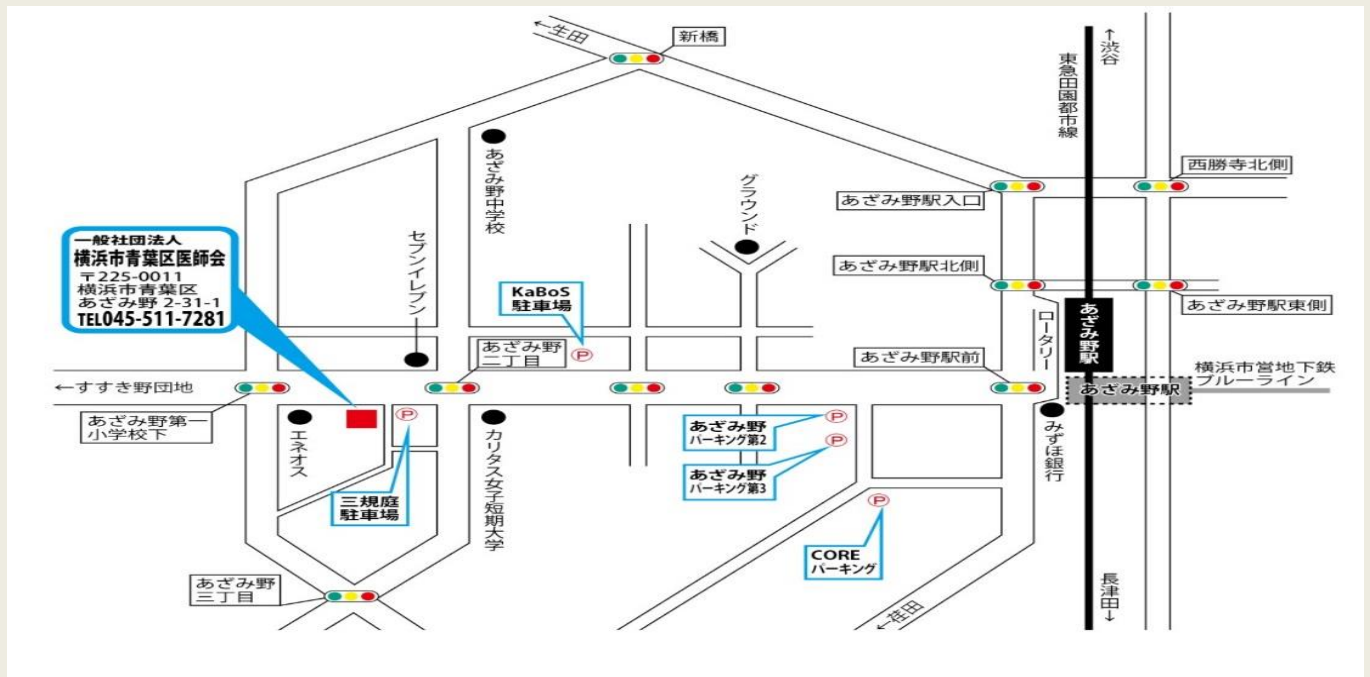 ←生田
新橋
↑渋谷
東急田園都市線
あざみ野中学校
グラウンド
西勝寺北側
あざみ野駅入口
一般社団法人
横浜市青葉区医師会
〒225-0011
横浜市青葉区
あざみ野 2-31-1
TEL045-511-7281
セブンイレブン
KaBoS
駐車場
あざみ野駅北側
あざみ野駅東側
ロータリー
あざみ野駅
あざみ野
二丁目
P
あざみ野駅前
横浜市営地下鉄
ブルーライン
←すすき野団地
あざみ野駅
あざみ野第一
小学校下
エネオス
P
カリタス女子短期大学
あざみ野
パーキング第2
P
みずほ銀行
あざみ野
パーキング第3
P
三規庭
駐車場
P
CORE
パーキング
あざみ野
三丁目
←荏田
長津田↓